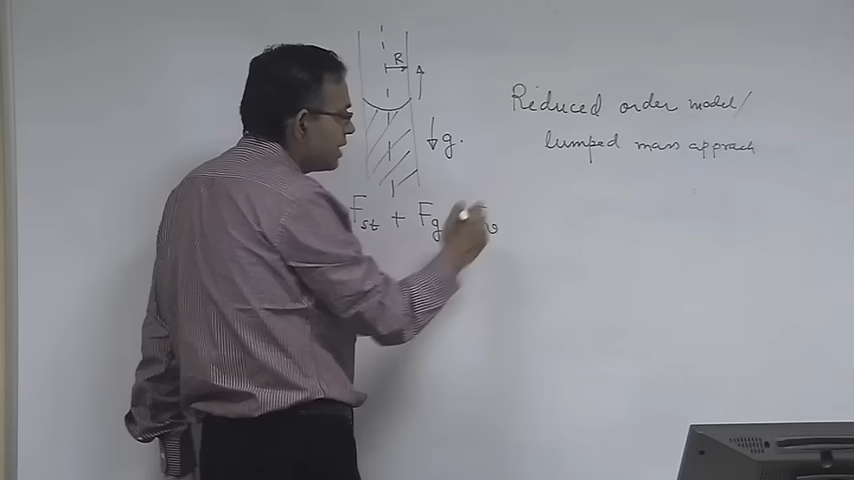 R
g.
Reduced order model/
lumped mass approach
Fst + Fg